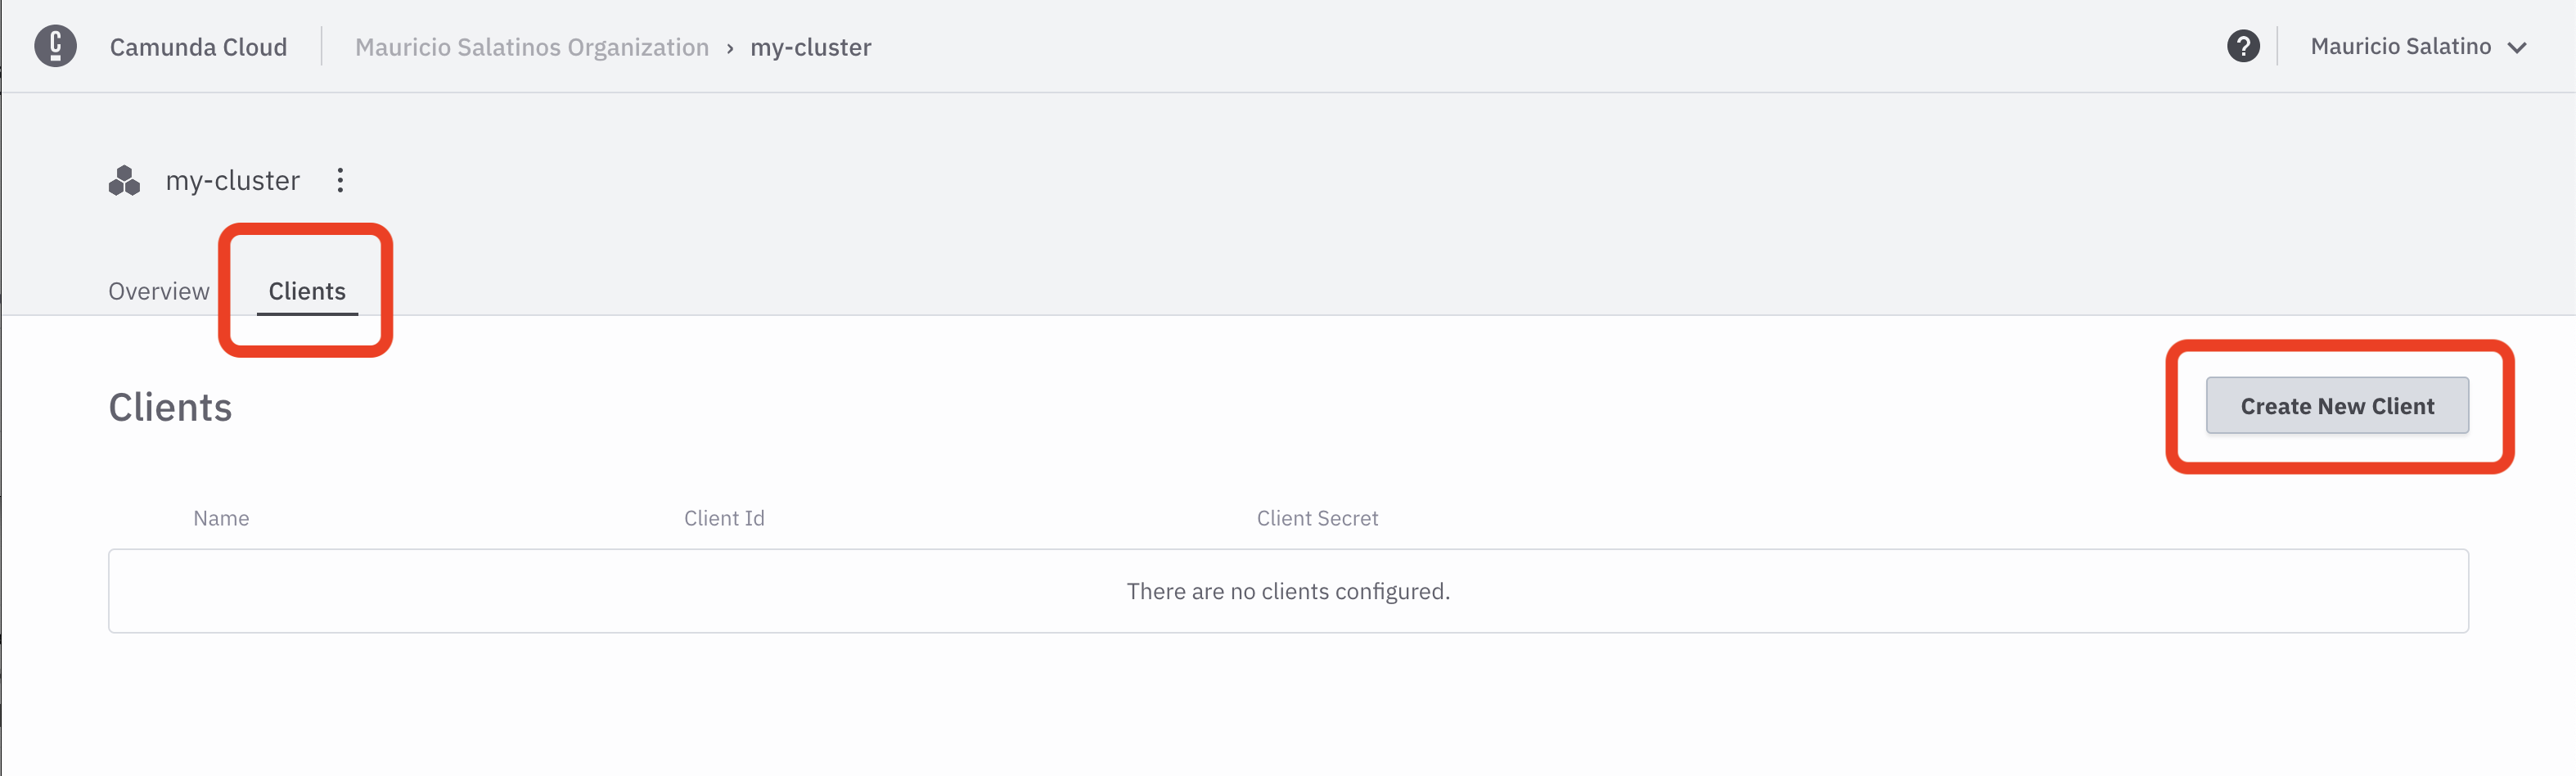 Camunda Cloud Mauricio Salatinos Organization › my-cluster ? Mauricio Salatino
my-cluster
Overview Clients
Clients Create New Client
Name Client Id Client Secret
There are no clients configured.